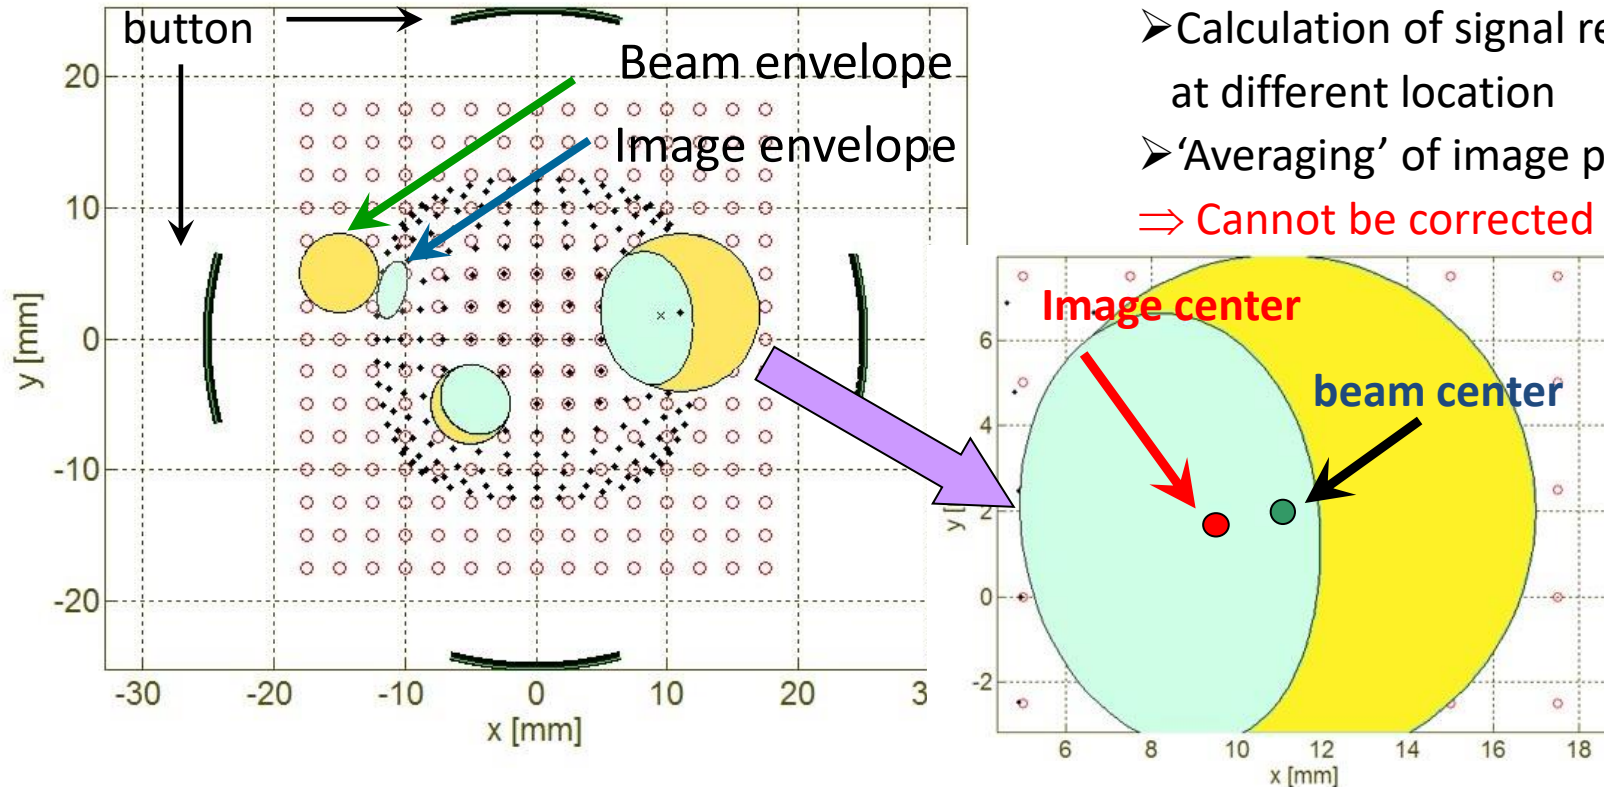 button
Beam envelope
Image envelope
20
10
0
-10
-20
y [mm]
-30
-20
-10
0
10
20
x [mm]
➢Calculation of signal
at different location
➢'Averaging' of image
⇒ Cannot be corrected
Image center
beam center
6
4
2
0
-2
6
8
10
12
14
16
18
x [mm]